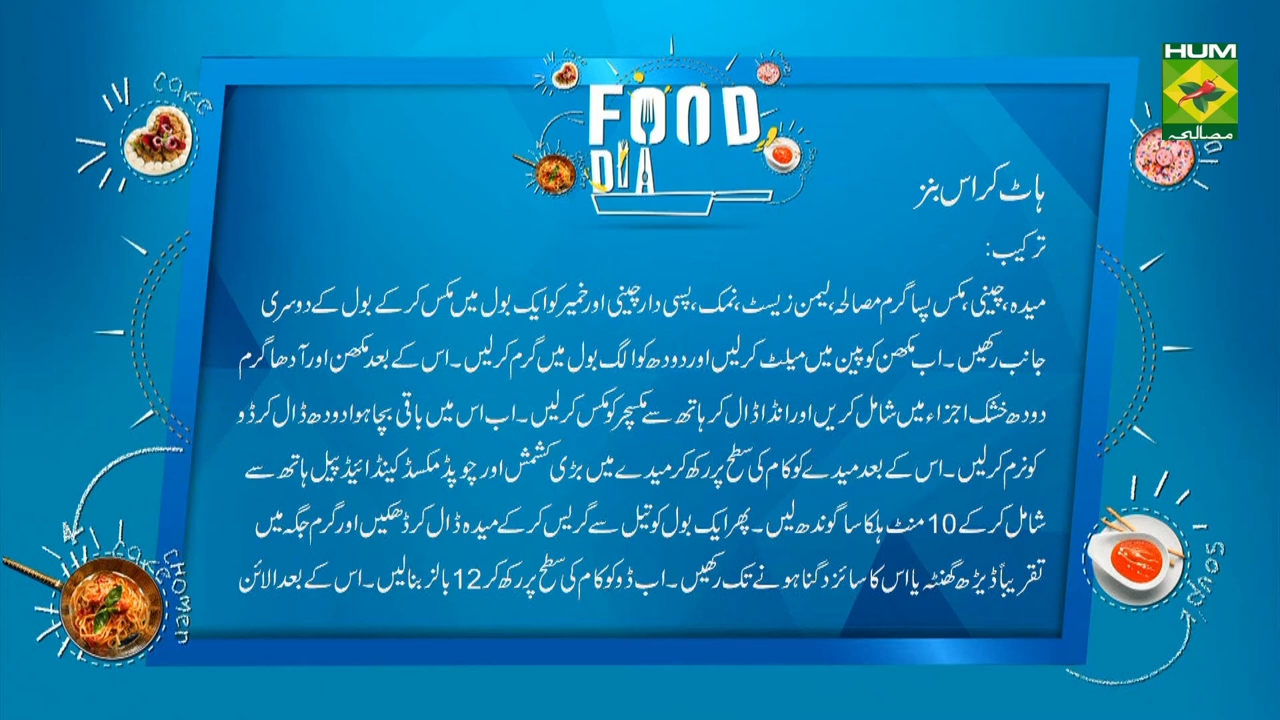 HUM
مصالحہ
FOOD
DIA
CAKE
CAKE
CHOMEN
SOUP
ہاٹ کراس بنز
ترکیب:
میدہ، چینی، مکس پسا گرم مصالحہ، لیمن زیسٹ، نمک، پسی دار چینی اور خمیر کو ایک بول میں مکس کر کے بول کے دوسری
جانب رکھیں۔ اب مکھن کو پین میں میلٹ کر لیں اور دودھ کو الگ بول میں گرم کر لیں۔ اس کے بعد مکھن اور آدھا گرم
دودھ خشک اجزاء میں شامل کریں اور انڈا ڈال کر ہاتھ سے مکسچر کو مکس کر لیں۔ اب اس میں باقی بچا ہوا دودھ ڈال کر ڈو
کو نرم کر لیں۔ اس کے بعد میدے کو کام کی سطح پر رکھ کر میدے میں بڑی کشمش اور چوپڈ مکسڈ کینڈائیڈ پیل ہاتھ سے
شامل کر کے 10 منٹ ہلکا سا گوندھ لیں۔ پھر ایک بول کو تیل سے گریس کر کے میدہ ڈال کر ڈھکیں اور گرم جگہ میں
تقریباً ڈیڑھ گھنٹہ یا اس کا سائز دگنا ہونے تک رکھیں۔ اب ڈو کو کام کی سطح پر رکھ کر 12 بالز بنا لیں۔ اس کے بعد الائن